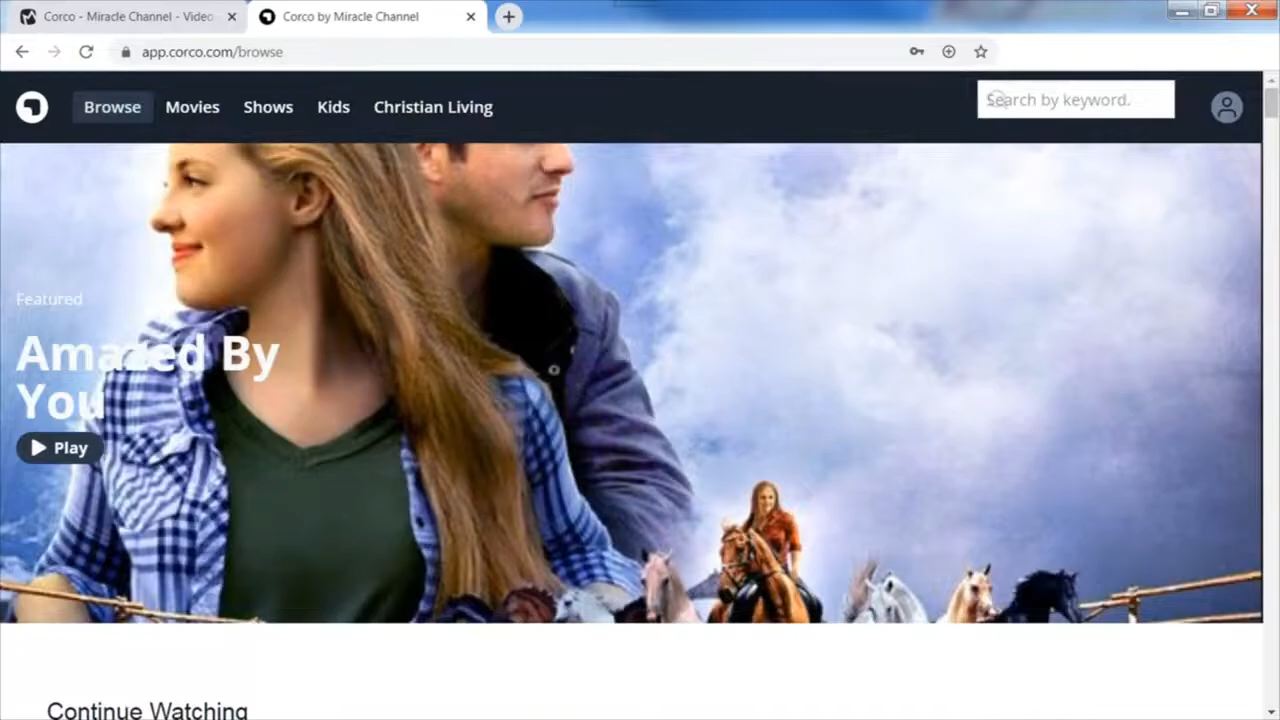 Corco - Miracle Channel - Video
Corco by Miracle Channel
app.corco.com/browse
Browse
Movies
Shows
Kids
Christian Living
Search by keyword.
Featured
Amazed By
You
Play
Continue Watching